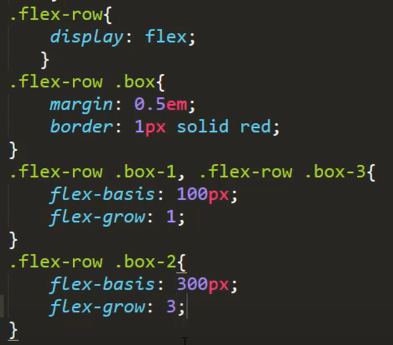 .flex-row{
display: flex;
}
.flex-row .box{
margin: 0.5em;
border: 1px solid red;
}
.flex-row .box-1, .flex-row .box-3{
flex-basis: 100px;
flex-grow: 1;
}
.flex-row .box-2{
flex-basis: 300px;
flex-grow: 3;
}